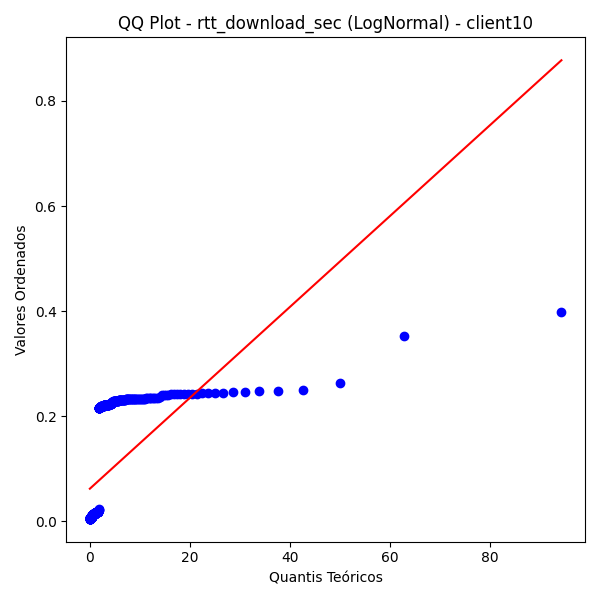 QQ Plot - rtt_download_sec (LogNormal) - client10
Valores Ordenados
0.8
0.6
0.4
0.2
0.0
0 20 40 60 80
Quantis Teóricos